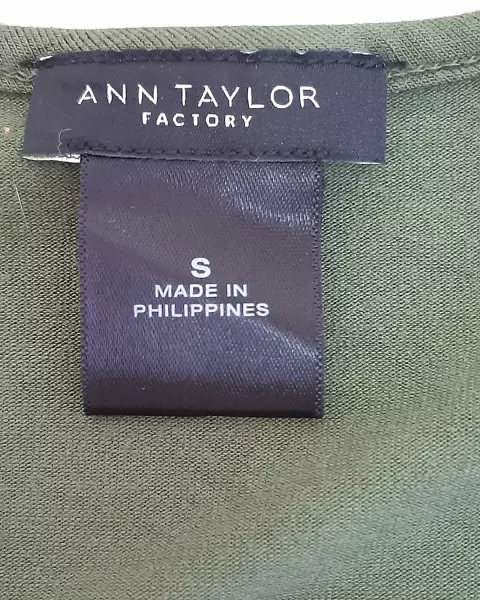 ANN TAYLOR
FACTORY
S
MADE IN
PHILIPPINES